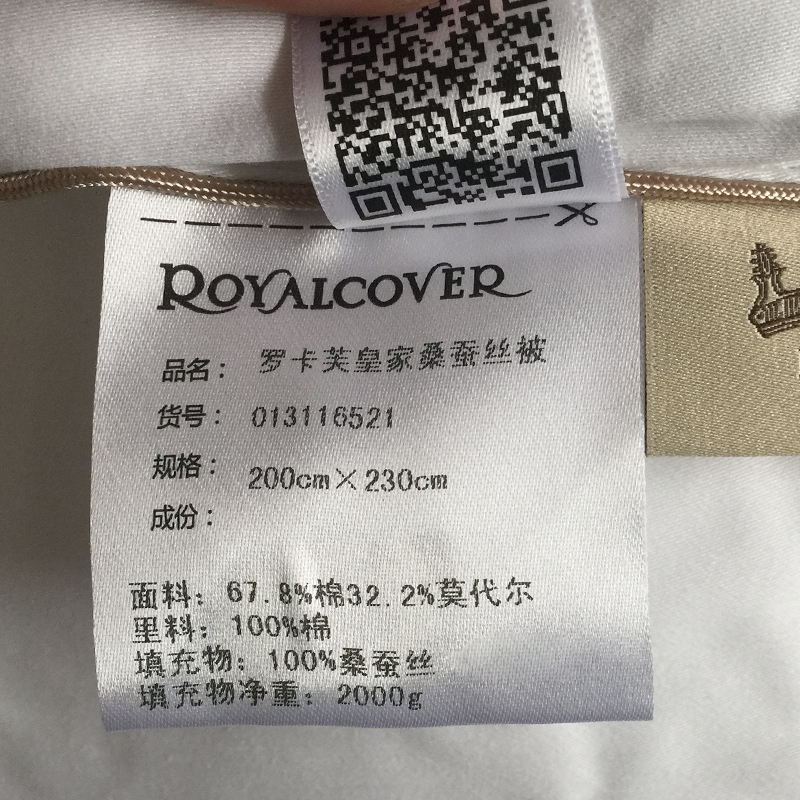 ROYALCOVER
品名： 罗卡芙皇家桑蚕丝被
货号： 013116521
规格： 200cm×230cm
成份：
面料：67.8%棉32.2%莫代尔
里料：100%棉
填充物：100%桑蚕丝
填充物净重：2000g